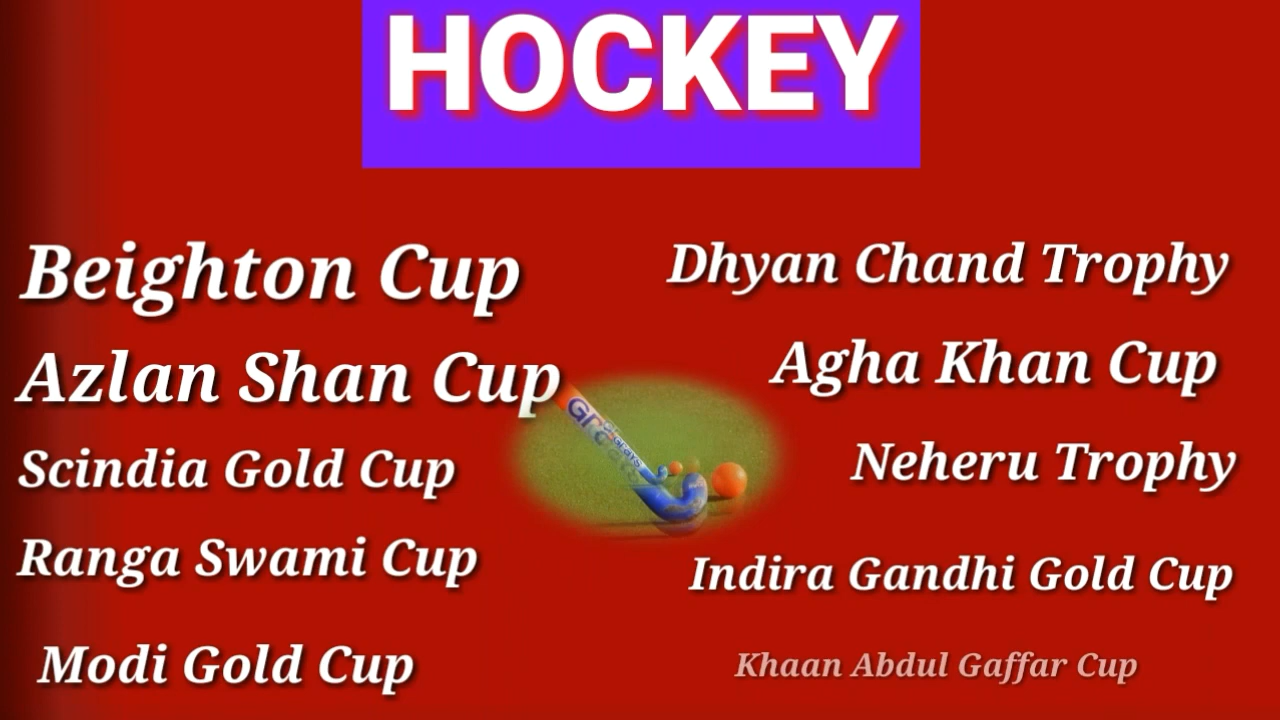 HOCKEY
Beighton Cup
Azlan Shan Cup
Scindia Gold Cup
Ranga Swami Cup
Modi Gold Cup
Dhyan Chand Trophy
Agha Khan Cup
Neheru Trophy
Indira Gandhi Gold Cup
Khaan Abdul Gaffar Cup